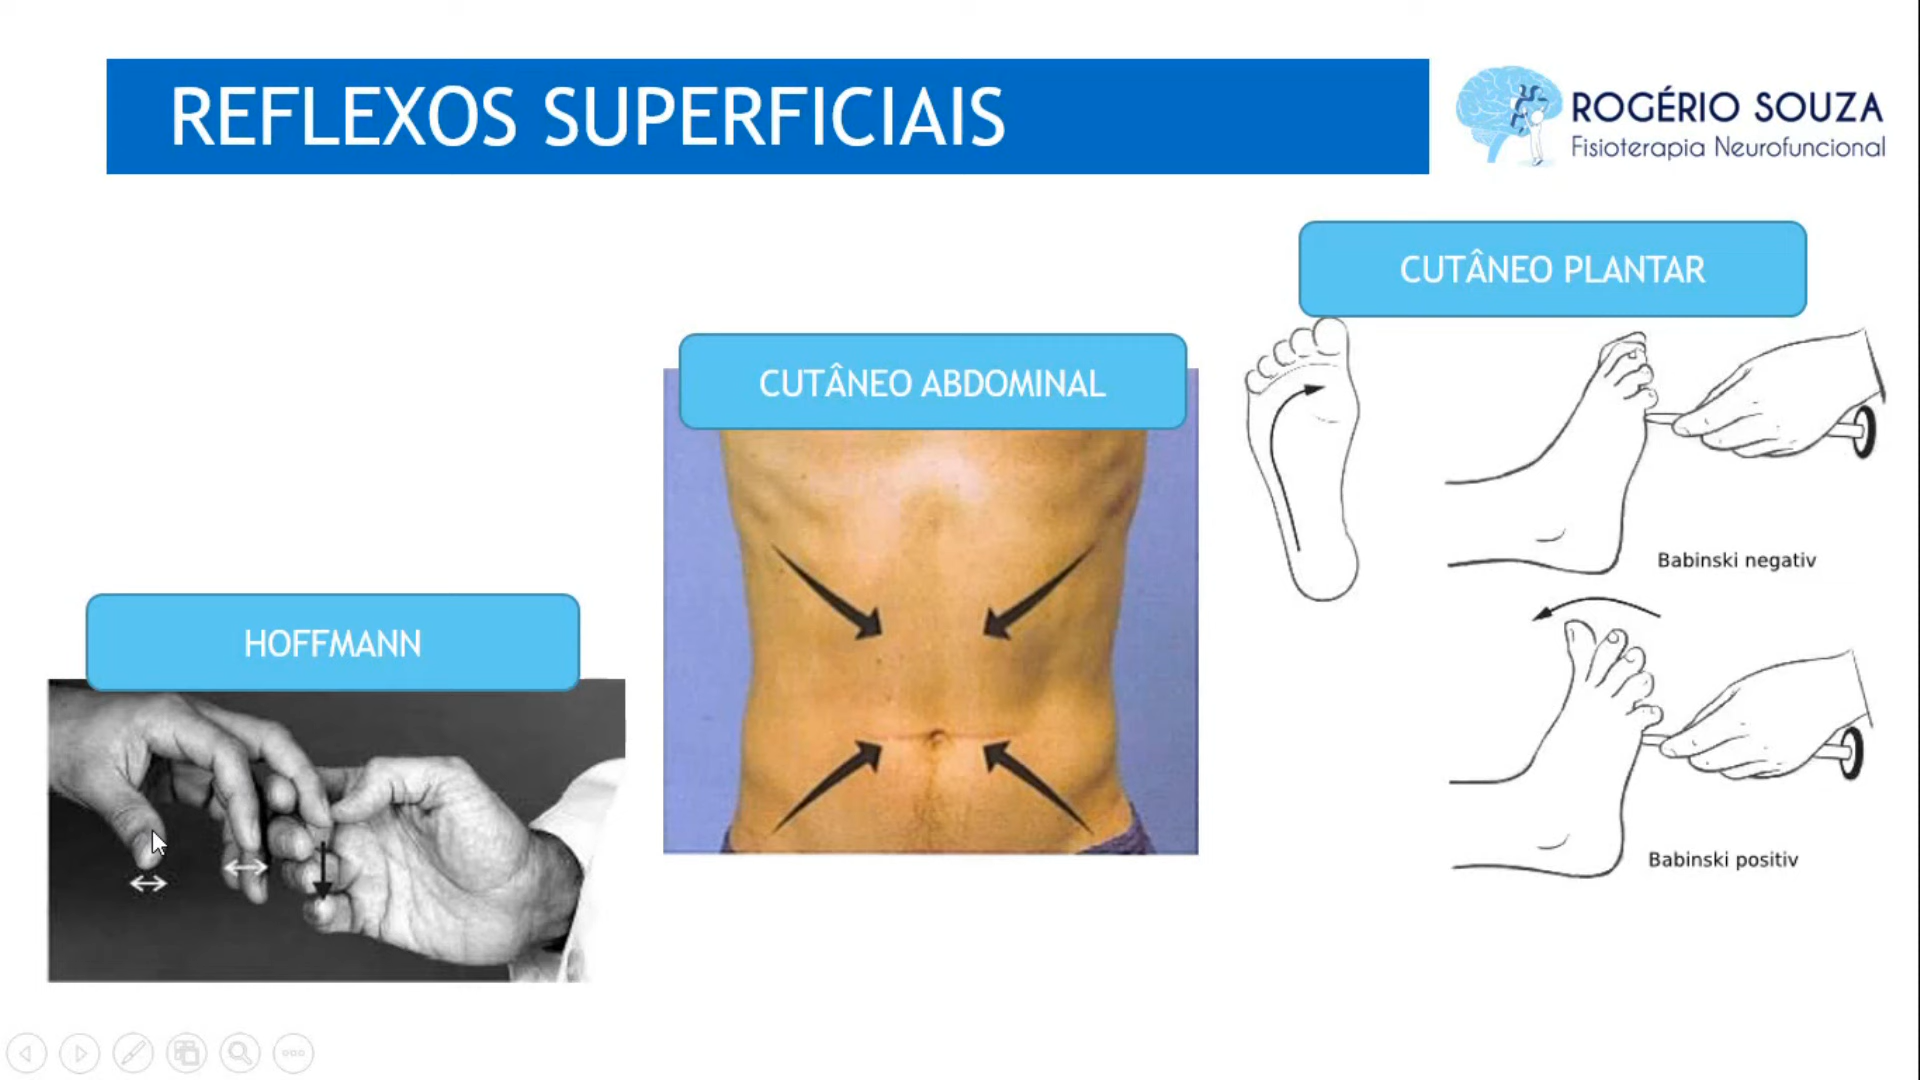 REFLEXOS SUPERFICIAIS
ROGÉRIO SOUZA
Fisioterapia Neurofuncional
CUTÂNEO PLANTAR
CUTÂNEO ABDOMINAL
Babinski negativ
HOFFMANN
Babinski positiv